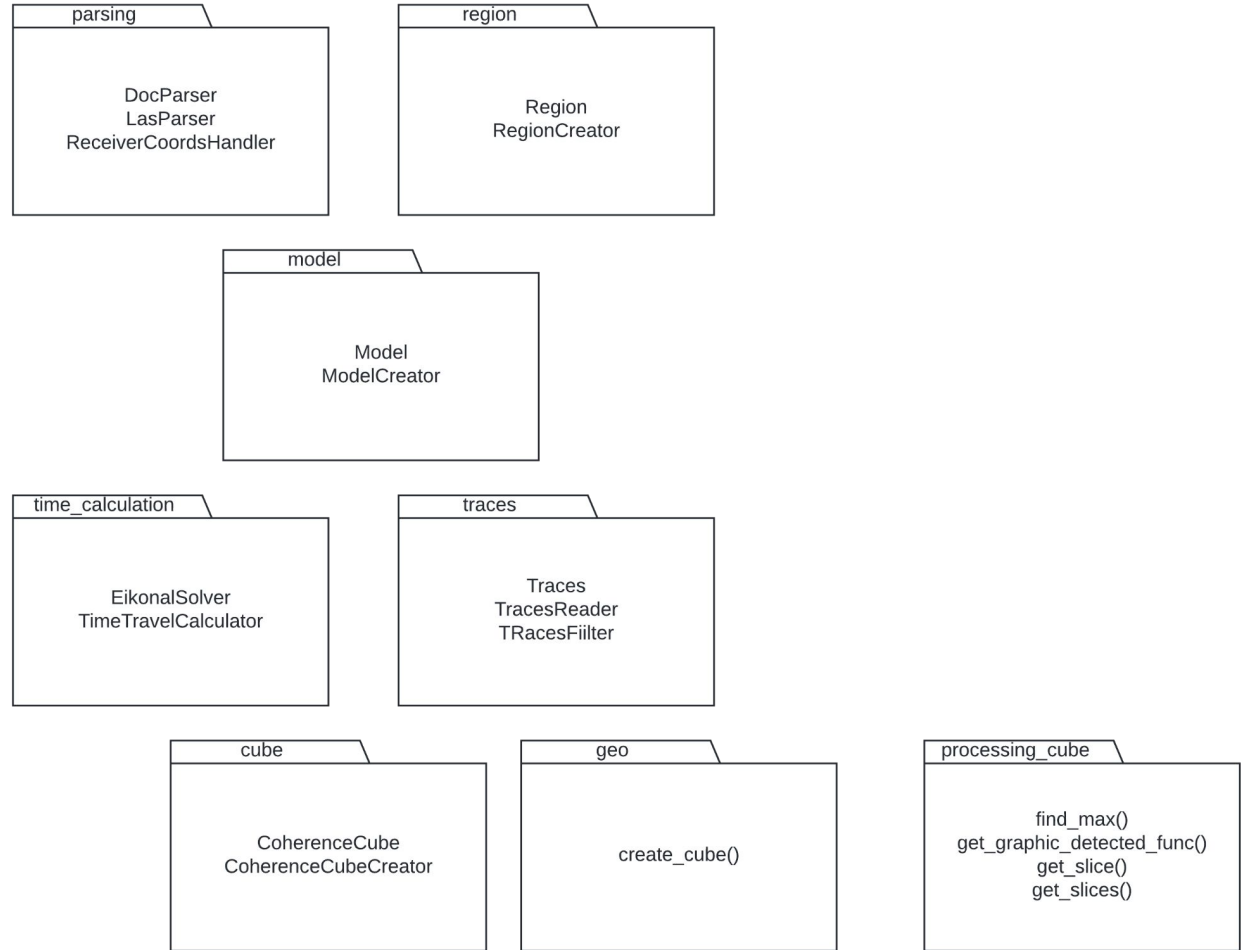 parsing
DocParser
LasParser
ReceiverCoordsHandler
region
Region
RegionCreator
model
Model
ModelCreator
time_calculation
EikonalSolver
TimeTravelCalculator
traces
Traces
TracesReader
TRacesFiilter
cube
CoherenceCube
CoherenceCubeCreator
geo
create_cube()
processing_cube
find_max()
get_graphic_detected_func()
get_slice()
get_slices()